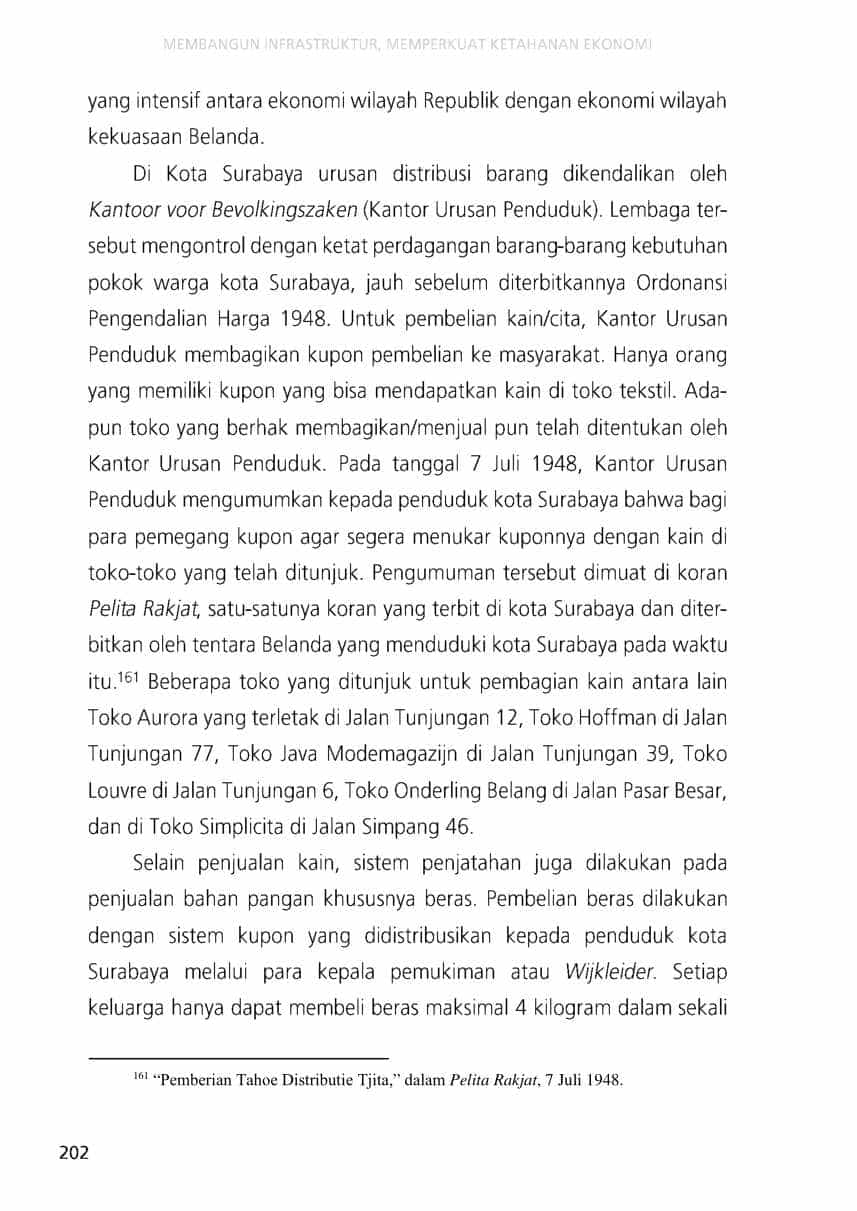 MEMBANGUN INFRASTRUKTUR, MEMPERKUAT KETAHANAN EKONOMI
yang intensif antara ekonomi wilayah Republik dengan ekonomi wilayah
kekuasaan Belanda.
Di Kota Surabaya urusan distribusi barang dikendalikan oleh
Kantoor voor Bevolkingszaken (Kantor Urusan Penduduk). Lembaga ter-
sebut mengontrol dengan ketat perdagangan barang-barang kebutuhan
pokok warga kota Surabaya, jauh sebelum diterbitkannya Ordonansi
Pengendalian Harga 1948. Untuk pembelian kain/cita, Kantor Urusan
Penduduk membagikan kupon pembelian ke masyarakat. Hanya orang
yang memiliki kupon yang bisa mendapatkan kain di toko tekstil. Ada-
pun toko yang berhak membagikan/menjual pun telah ditentukan oleh
Kantor Urusan Penduduk. Pada tanggal 7 Juli 1948, Kantor Urusan
Penduduk mengumumkan kepada penduduk kota Surabaya bahwa bagi
para pemegang kupon agar segera menukar kuponnya dengan kain di
toko-toko yang telah ditunjuk. Pengumuman tersebut dimuat di koran
Pelita Rakjat, satu-satunya koran yang terbit di kota Surabaya dan diter-
bitkan oleh tentara Belanda yang menduduki kota Surabaya pada waktu
itu.161 Beberapa toko yang ditunjuk untuk pembagian kain antara lain
Toko Aurora yang terletak di Jalan Tunjungan 12, Toko Hoffman di Jalan
Tunjungan 77, Toko Java Modemagazijn di Jalan Tunjungan 39, Toko
Louvre di Jalan Tunjungan 6, Toko Onderling Belang di Jalan Pasar Besar,
dan di Toko Simplicita di Jalan Simpang 46.
Selain penjualan kain, sistem penjatahan juga dilakukan pada
penjualan bahan pangan khususnya beras. Pembelian beras dilakukan
dengan sistem kupon yang didistribusikan kepada penduduk kota
Surabaya melalui para kepala pemukiman atau Wijkleider. Setiap
keluarga hanya dapat membeli beras maksimal 4 kilogram dalam sekali
161 “Pemberian Tahoe Distributie Tjita,” dalam Pelita Rakjat, 7 Juli 1948.
202